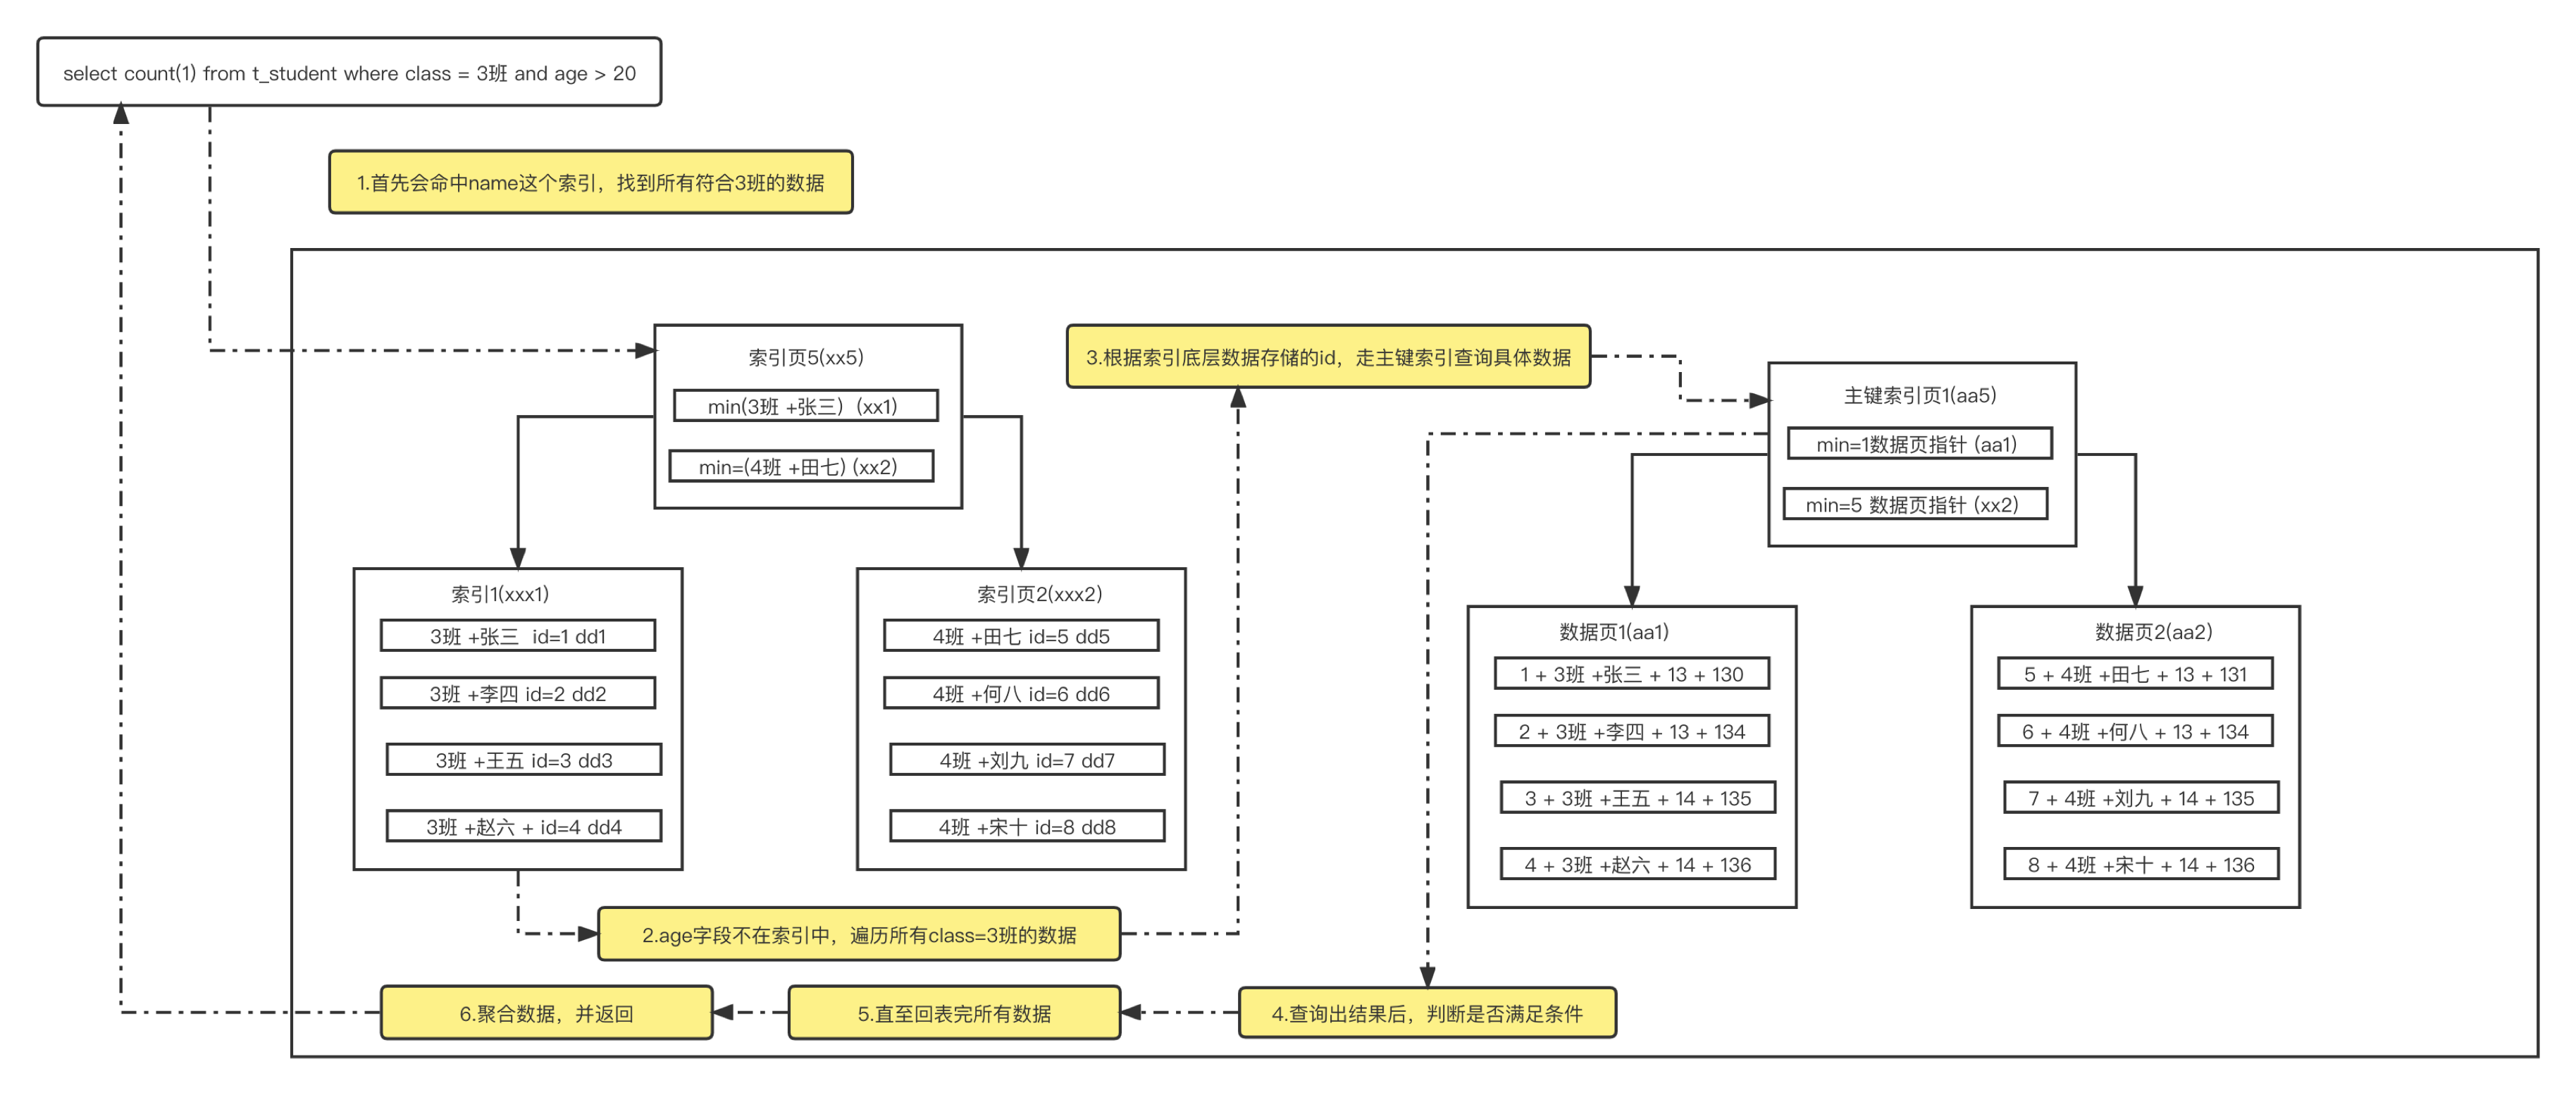 select count(1) from t_student where class = 3班 and age > 20
1.首先会命中name这个索引，找到所有符合3班的数据
索引页5(xx5)
min(3班 +张三)  (xx1)
min=(4班 +田七) (xx2)
索引1(xxx1)
3班 +张三  id=1 dd1
3班 +李四 id=2 dd2
3班 +王五 id=3 dd3
3班 +赵六 + id=4 dd4
索引页2(xxx2)
4班 +田七 id=5 dd5
4班 +何八 id=6 dd6
4班 +刘九 id=7 dd7
4班 +宋十 id=8 dd8
2.age字段不在索引中，遍历所有class=3班的数据
3.根据索引底层数据存储的id，走主键索引查询具体数据
主键索引页1(aa5)
min=1数据页指针 (aa1)
min=5 数据页指针 (xx2)
数据页1(aa1)
1 + 3班 +张三 + 13 + 130
2 + 3班 +李四 + 13 + 134
3 + 3班 +王五 + 14 + 135
4 + 3班 +赵六 + 14 + 136
数据页2(aa2)
5 + 4班 +田七 + 13 + 131
6 + 4班 +何八 + 13 + 134
7 + 4班 +刘九 + 14 + 135
8 + 4班 +宋十 + 14 + 136
4.查询出结果后，判断是否满足条件
5.直至回表完所有数据
6.聚合数据，并返回